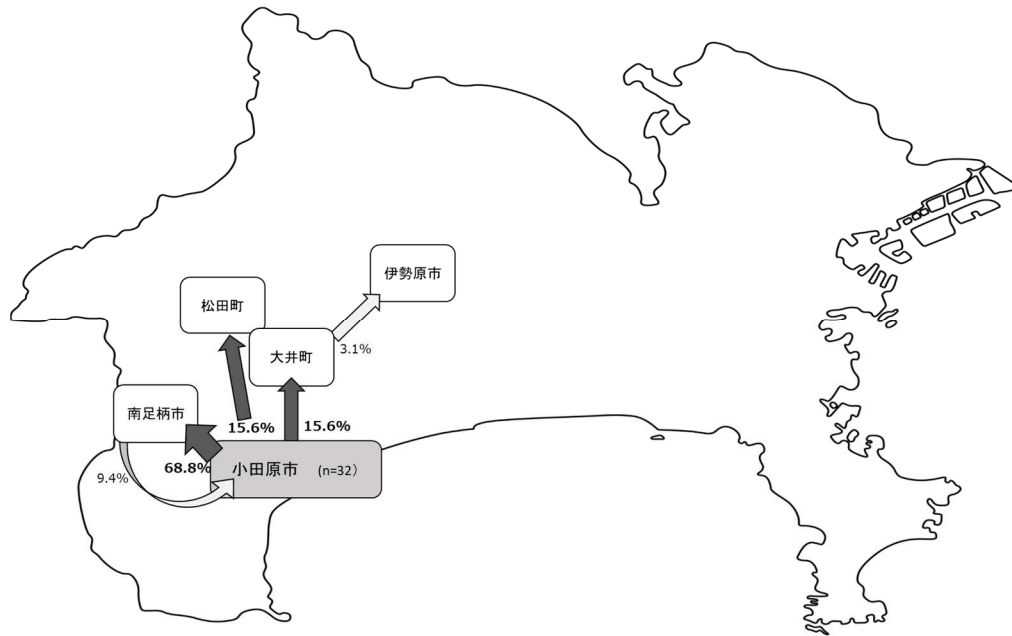 伊勢原市
松田町
3.1%
大井町
南足柄市
15.6%
15.6%
68.8%
小田原市 (n=32)
9.4%